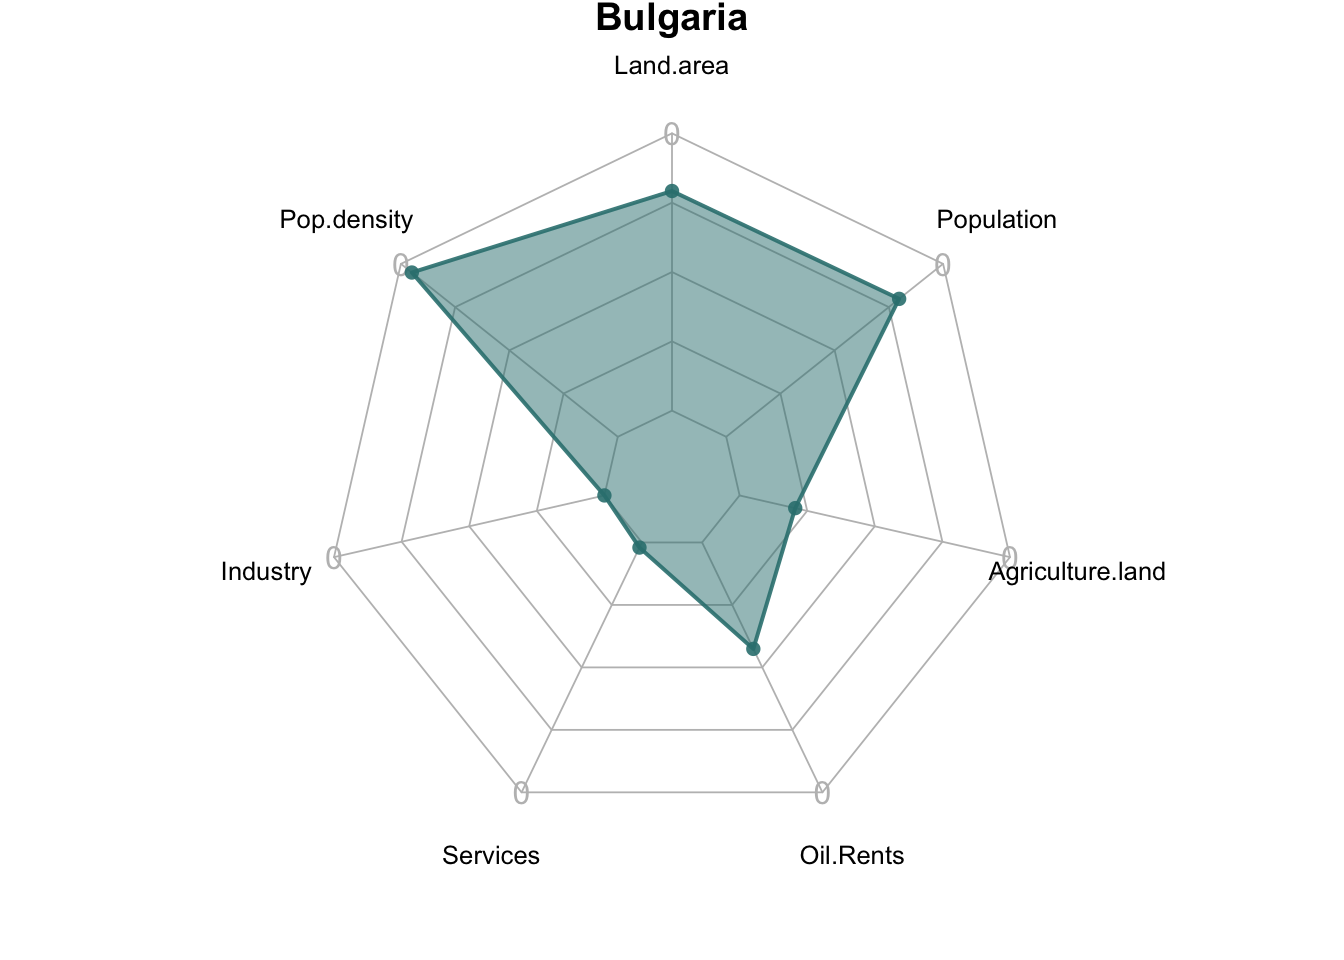 Bulgaria
Land.area
0
Pop.density
Population
0
0
Industry
0
0
Agriculture.land
0
0
Services
Oil.Rents